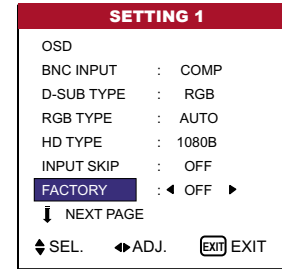 SETTING 1
OSD
BNC INPUT : COMP
D-SUB TYPE : RGB
RGB TYPE : AUTO
HD TYPE : 1080B
INPUT SKIP : OFF
FACTORY : OFF
NEXT PAGE
SEL. ADJ. EXIT EXIT